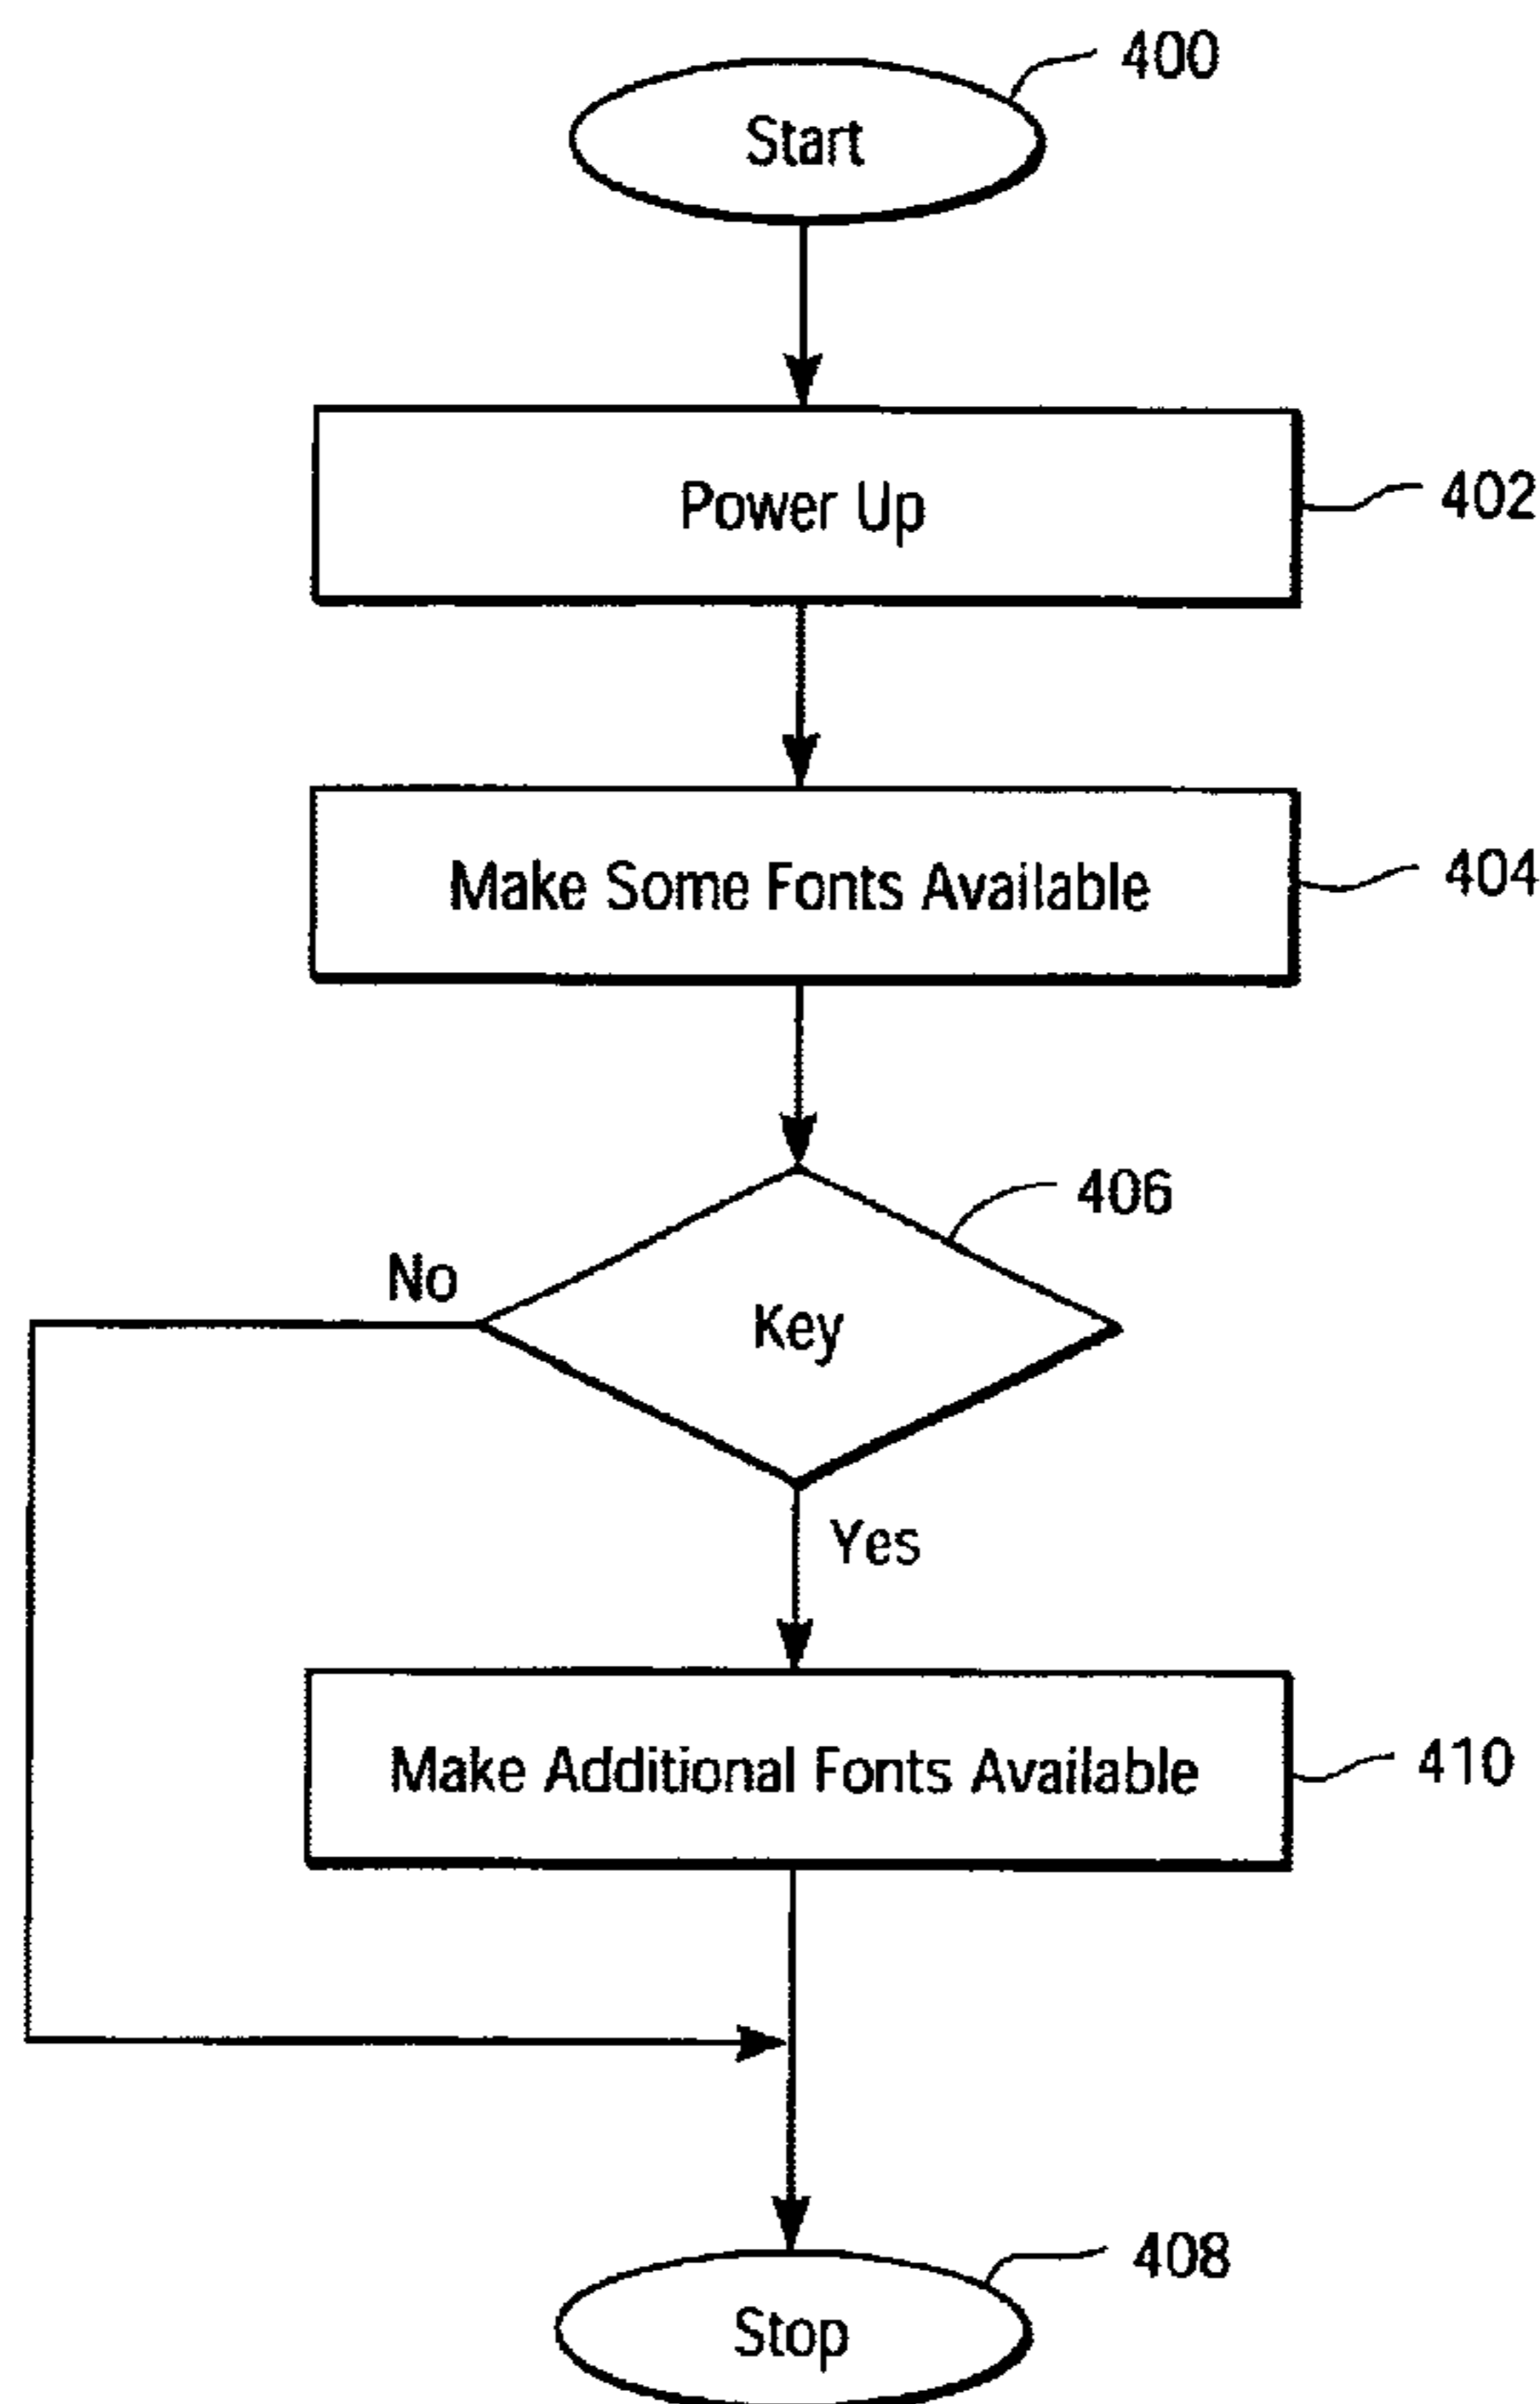 400
Start
Power Up
402
Make Some Fonts Available
404
406
No
Key
Yes
Make Additional Fonts Available
410
408
Stop